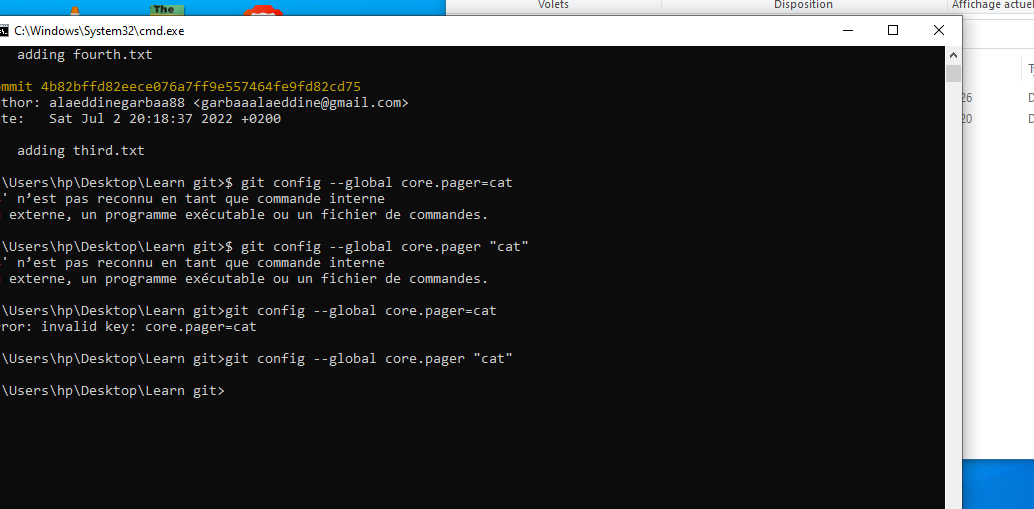 The
Volets
Disposition
Affichage actuel
C:\Windows\System32\cmd.exe
adding fourth.txt
ommit 4b82bffd82eece076a7ff9e557464fe9fd82cd75
uthor: alaeddinegarbaa88 <garbaaalaeddine@gmail.com>
te: Sat Jul 2 20:18:37 2022 +0200
adding third.txt
\Users\hp\Desktop\Learn git>$ git config --global core.pager=cat
' n’est pas reconnu en tant que commande interne
externe, un programme exécutable ou un fichier de commandes.
\Users\hp\Desktop\Learn git>$ git config --global core.pager "cat"
' n’est pas reconnu en tant que commande interne
externe, un programme exécutable ou un fichier de commandes.
\Users\hp\Desktop\Learn git>git config --global core.pager=cat
ror: invalid key: core.pager=cat
\Users\hp\Desktop\Learn git>git config --global core.pager "cat"
\Users\hp\Desktop\Learn git>
26 D
20 D